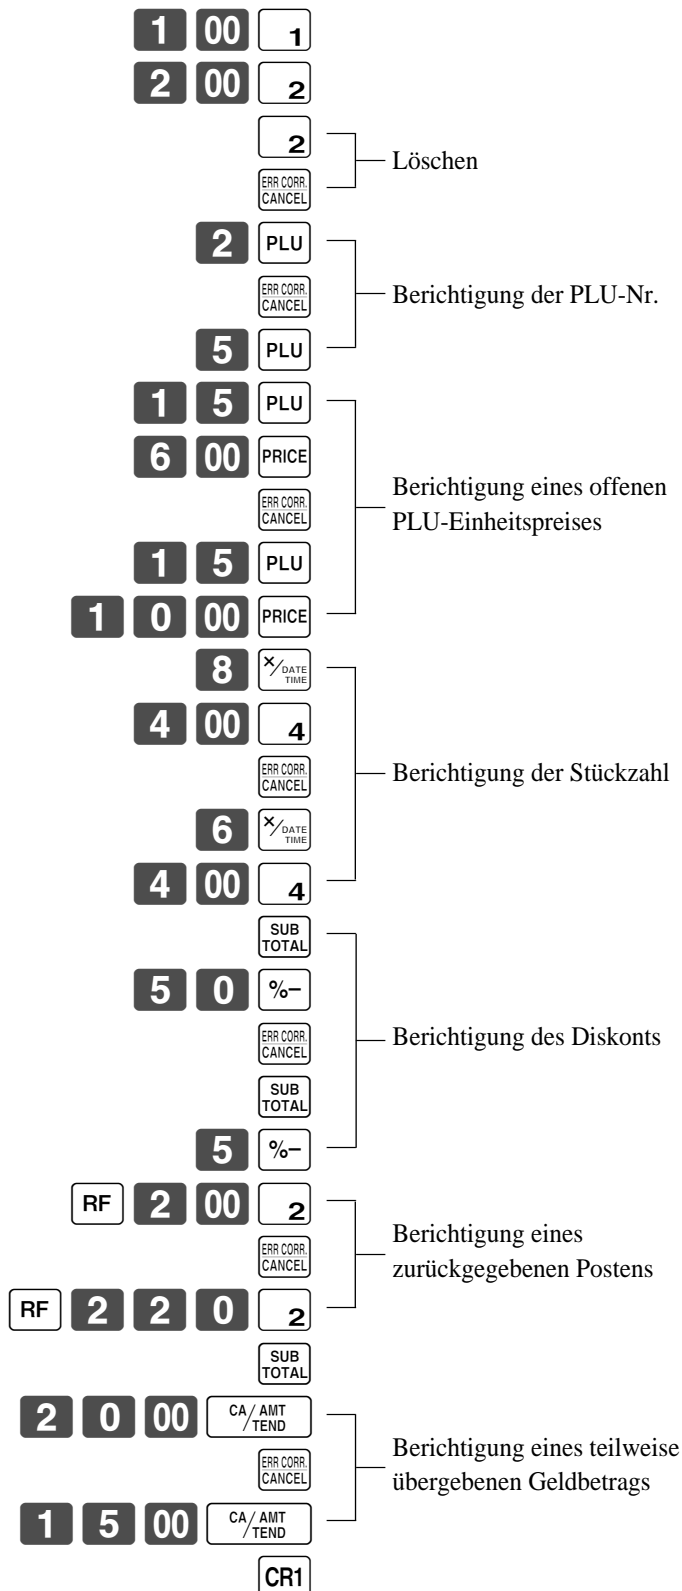 1 00 1
2 00 2
2
ERR CORR. CANCEL
Löschen
2 PLU
ERR CORR. CANCEL
5 PLU
Berichtigung der PLU-Nr.
1 5 PLU
6 00 PRICE
ERR CORR. CANCEL
1 5 PLU
1 0 00 PRICE
Berichtigung eines offenen
PLU-Einheitspreises
8 ×/DATE TIME
4 00 4
ERR CORR. CANCEL
6 ×/DATE TIME
4 00 4
Berichtigung der Stückzahl
SUB TOTAL
5 0 %−
ERR CORR. CANCEL
SUB TOTAL
5 %−
Berichtigung des Diskonts
RF 2 00 2
ERR CORR. CANCEL
RF 2 2 0 2
Berichtigung eines
zurückgegebenen Postens
SUB TOTAL
2 0 00 CA/AMT TEND
ERR CORR. CANCEL
1 5 00 CA/AMT TEND
Berichtigung eines teilweise
übergebenen Geldbetrags
CR1